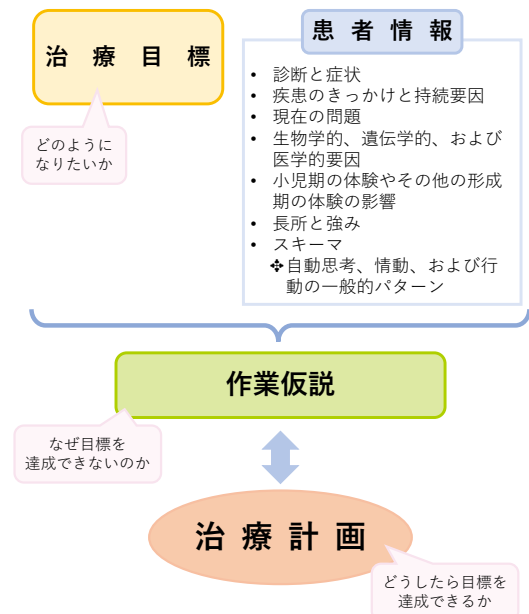 治療目標
どのように
なりたいか
患者情報
• 診断と症状
• 疾患のきっかけと持続要因
• 現在の問題
• 生物学的、遺伝学的、および
医学的要因
• 小児期の体験やその他の形成
期の体験の影響
• 長所と強み
• スキーマ
✤自動思考、情動、および行
動の一般的パターン
作業仮説
なぜ目標を
達成できないのか
治療計画
どうしたら目標を
達成できるか